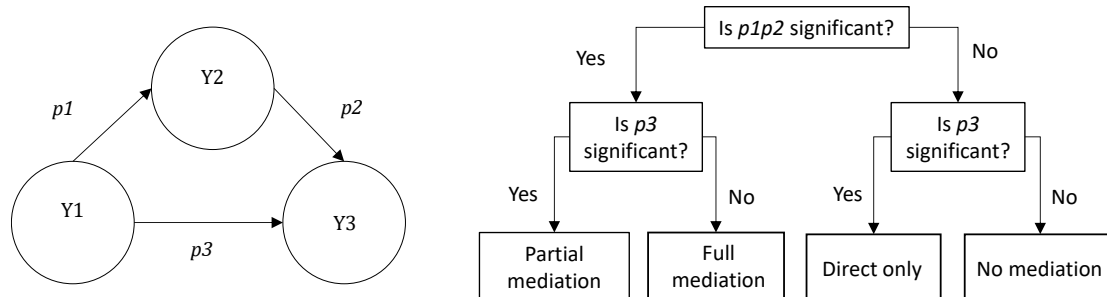 Y2
p1
p2
Y1
Y3
p3
Is p1p2 significant?
Yes
No
Is p3
significant?
Is p3
significant?
Yes
No
Yes
No
Partial
mediation
Full
mediation
Direct only
No mediation